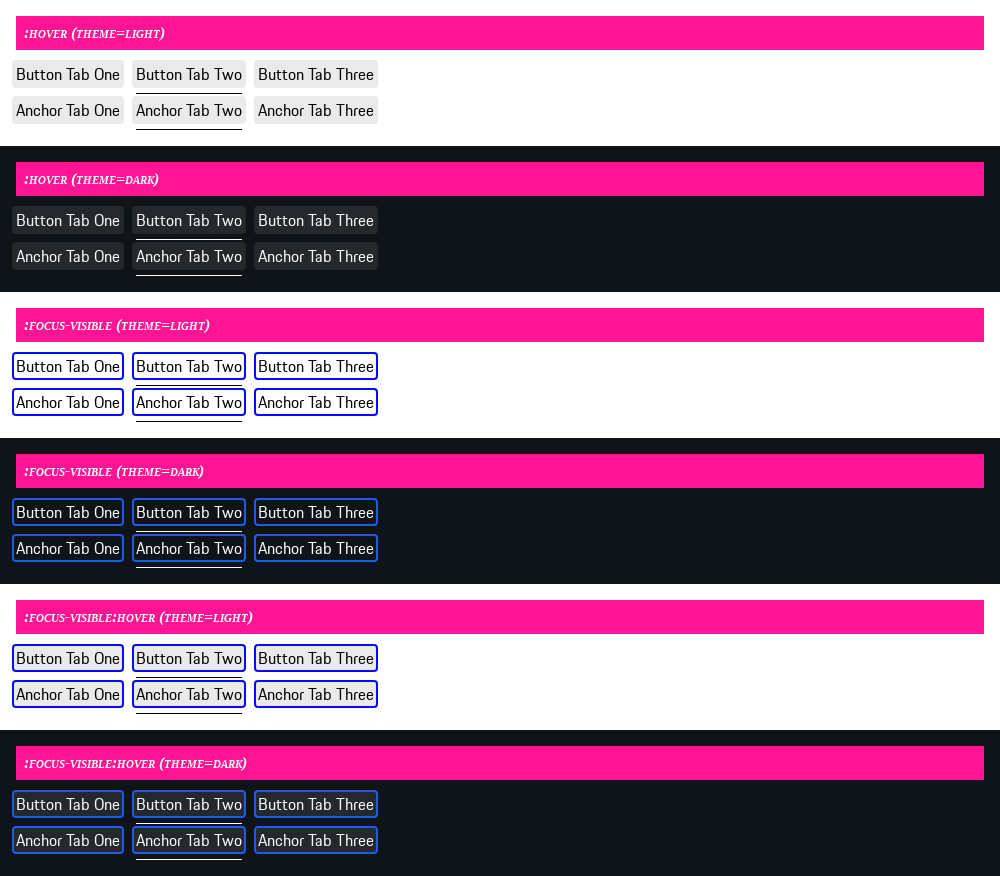 :hover (theme=light)
Button Tab One Button Tab Two Button Tab Three
Anchor Tab One Anchor Tab Two Anchor Tab Three
:hover (theme=dark)
Button Tab One Button Tab Two Button Tab Three
Anchor Tab One Anchor Tab Two Anchor Tab Three
:focus-visible (theme=light)
Button Tab One Button Tab Two Button Tab Three
Anchor Tab One Anchor Tab Two Anchor Tab Three
:focus-visible (theme=dark)
Button Tab One Button Tab Two Button Tab Three
Anchor Tab One Anchor Tab Two Anchor Tab Three
:focus-visible:hover (theme=light)
Button Tab One Button Tab Two Button Tab Three
Anchor Tab One Anchor Tab Two Anchor Tab Three
:focus-visible:hover (theme=dark)
Button Tab One Button Tab Two Button Tab Three
Anchor Tab One Anchor Tab Two Anchor Tab Three